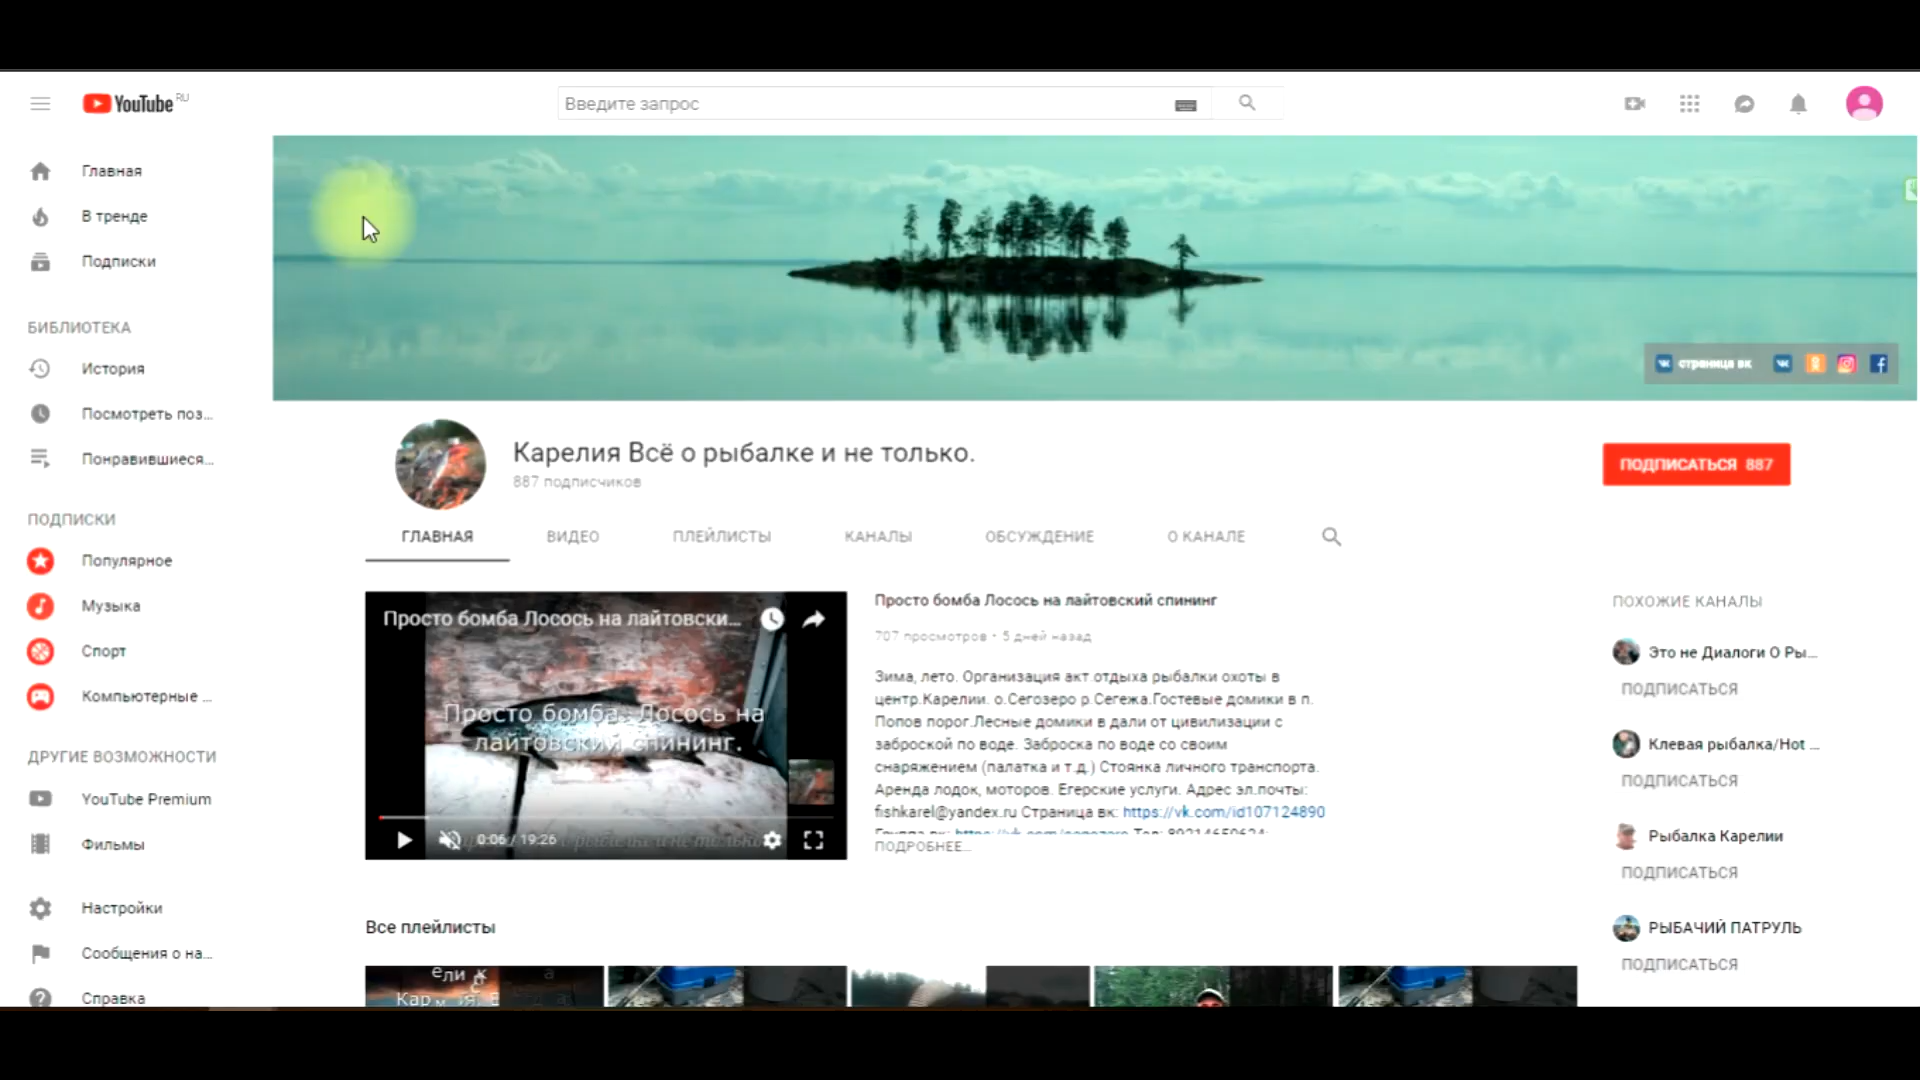 YouTube RU
Введите запрос
Главная
В тренде
Подписки
БИБЛИОТЕКА
История
Посмотреть поз...
Понравившиеся...
ПОДПИСКИ
Популярное
Музыка
Спорт
Компьютерные ...
ДРУГИЕ ВОЗМОЖНОСТИ
YouTube Premium
Фильмы
Настройки
Сообщения о на...
Справка
страница вк
Карелия Всё о рыбалке и не только.
887 подписчиков
ПОДПИСАТЬСЯ 887
ГЛАВНАЯ
ВИДЕО
ПЛЕЙЛИСТЫ
КАНАЛЫ
ОБСУЖДЕНИЕ
О КАНАЛЕ
Просто бомба Лосось на лайтовски...
Просто бомба. Лосось на
лайтовский спининг.
0:06 / 19:26
Просто бомба Лосось на лайтовский спининг
707 просмотров • 5 дней назад
Зима, лето. Организация акт.отдыха рыбалки охоты в
центр.Карелии. о.Сегозеро р.Сегежа.Гостевые домики в п.
Попов порог.Лесные домики в дали от цивилизации с
заброской по воде. Заброска по воде со своим
снаряжением (палатка и т.д.) Стоянка личного транспорта.
Аренда лодок, моторов. Егерские услуги. Адрес эл.почты:
fishkarel@yandex.ru Страница вк: https://vk.com/id107124890
ПОДРОБНЕЕ...
Все плейлисты
ПОХОЖИЕ КАНАЛЫ
Это не Диалоги О Ры...
ПОДПИСАТЬСЯ
Клевая рыбалка/Hot ...
ПОДПИСАТЬСЯ
Рыбалка Карелии
ПОДПИСАТЬСЯ
РЫБАЧИЙ ПАТРУЛЬ
ПОДПИСАТЬСЯ